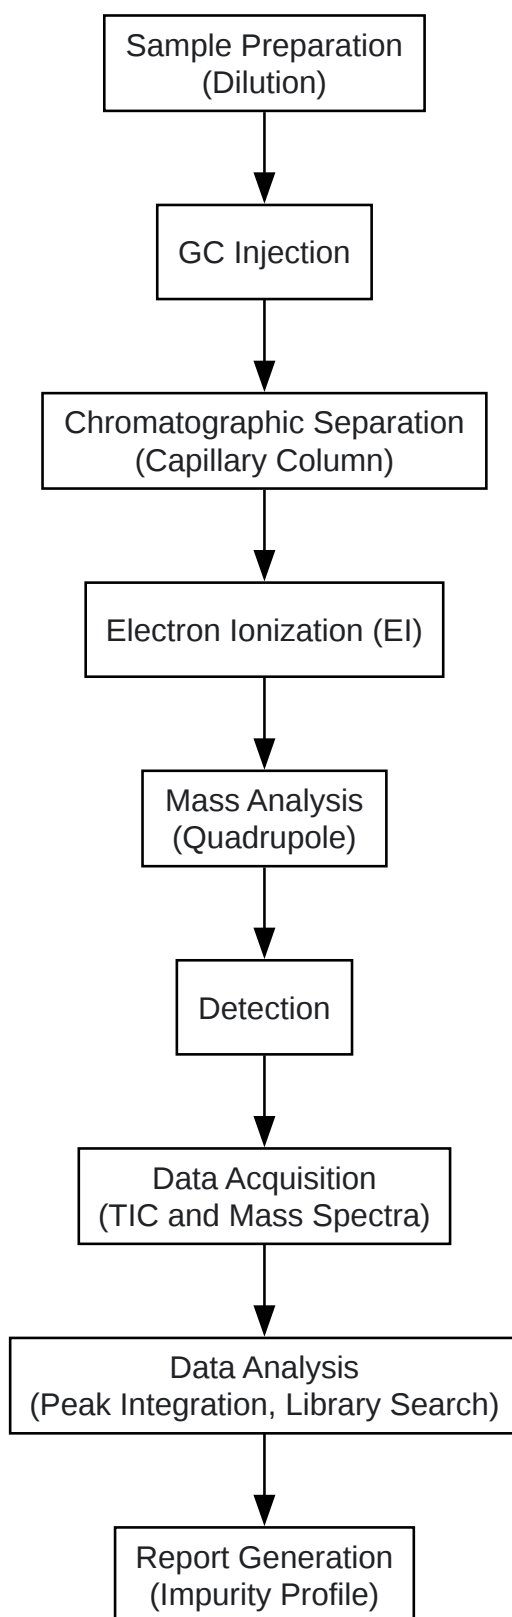 Sample Preparation
(Dilution)
GC Injection
Chromatographic Separation
(Capillary Column)
Electron Ionization (EI)
Mass Analysis
(Quadrupole)
Detection
Data Acquisition
(TIC and Mass Spectra)
Data Analysis
(Peak Integration, Library Search)
Report Generation
(Impurity Profile)